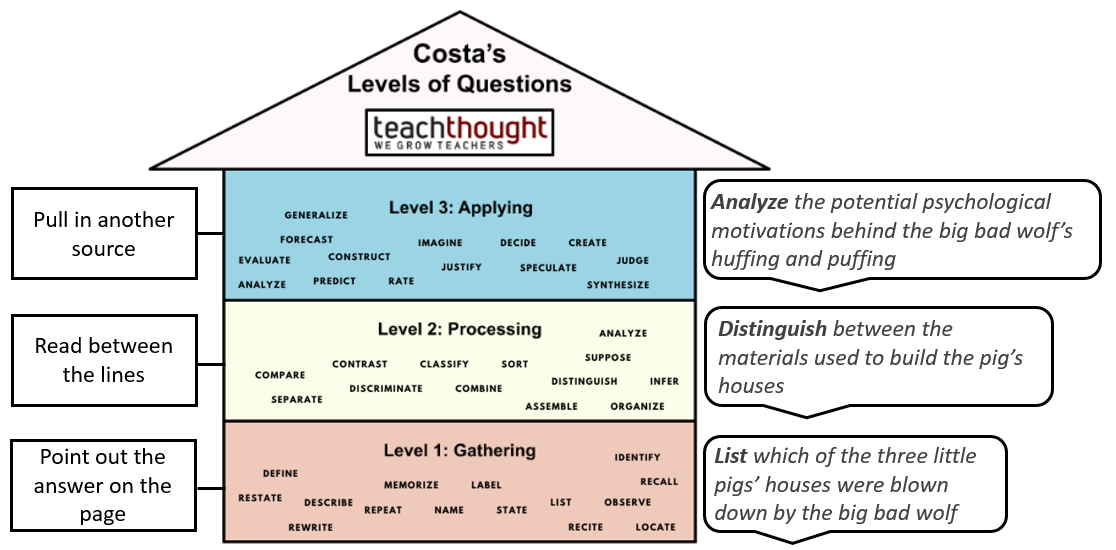 Costa's
Levels of Questions
teachthought
WE GROW TEACHERS
Pull in another
source
Level 3: Applying
GENERALIZE
FORECAST
IMAGINE
DECIDE
CREATE
EVALUATE
CONSTRUCT
JUSTIFY
SPECULATE
JUDGE
ANALYZE
PREDICT
RATE
SYNTHESIZE
Analyze the potential psychological
motivations behind the big bad wolf's
huffing and puffing
Read between
the lines
Level 2: Processing
ANALYZE
CONTRAST
CLASSIFY
SORT
SUPPOSE
COMPARE
DISCRIMINATE
COMBINE
DISTINGUISH
INFER
SEPARATE
ASSEMBLE
ORGANIZE
Distinguish between the
materials used to build the pig's
houses
Point out the
answer on the
page
Level 1: Gathering
IDENTIFY
DEFINE
MEMORIZE
LABEL
RECALL
RESTATE
DESCRIBE
REPEAT
NAME
STATE
LIST
OBSERVE
REWRITE
RECITE
LOCATE
List which of the three little
pigs' houses were blown
down by the big bad wolf